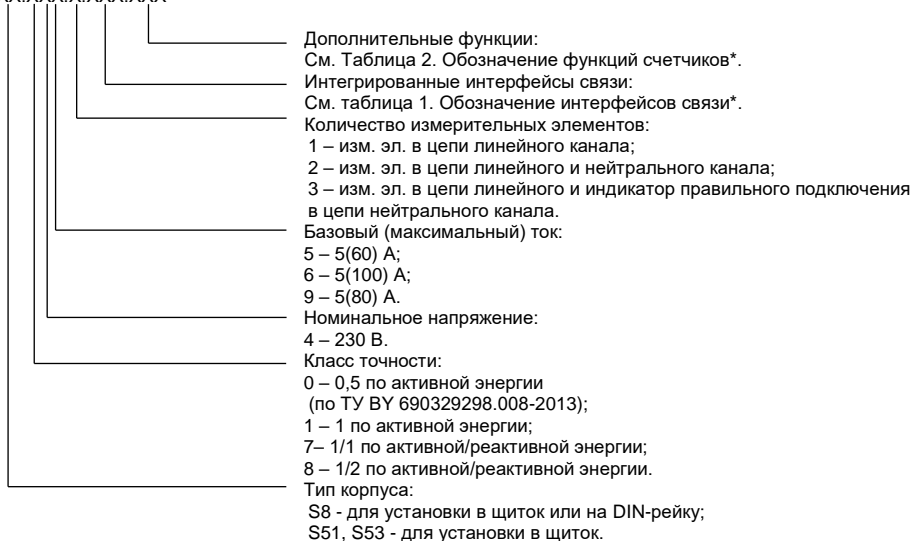 Дополнительные функции:
См. Таблица 2. Обозначение функций счетчиков*.
Интегрированные интерфейсы связи:
См. таблица 1. Обозначение интерфейсов связи*.
Количество измерительных элементов:
1 – изм. эл. в цепи линейного канала;
2 – изм. эл. в цепи линейного и нейтрального канала;
3 – изм. эл. в цепи линейного и индикатор правильного подключения
в цепи нейтрального канала.
Базовый (максимальный) ток:
5 – 5(60) А;
6 – 5(100) А;
9 – 5(80) А.
Номинальное напряжение:
4 – 230 В.
Класс точности:
0 – 0,5 по активной энергии
(по ТУ BY 690329298.008-2013);
1 – 1 по активной энергии;
7– 1/1 по активной/реактивной энергии;
8 – 1/2 по активной/реактивной энергии.
Тип корпуса:
S8 - для установки в щиток или на DIN-рейку;
S51, S53 - для установки в щиток.